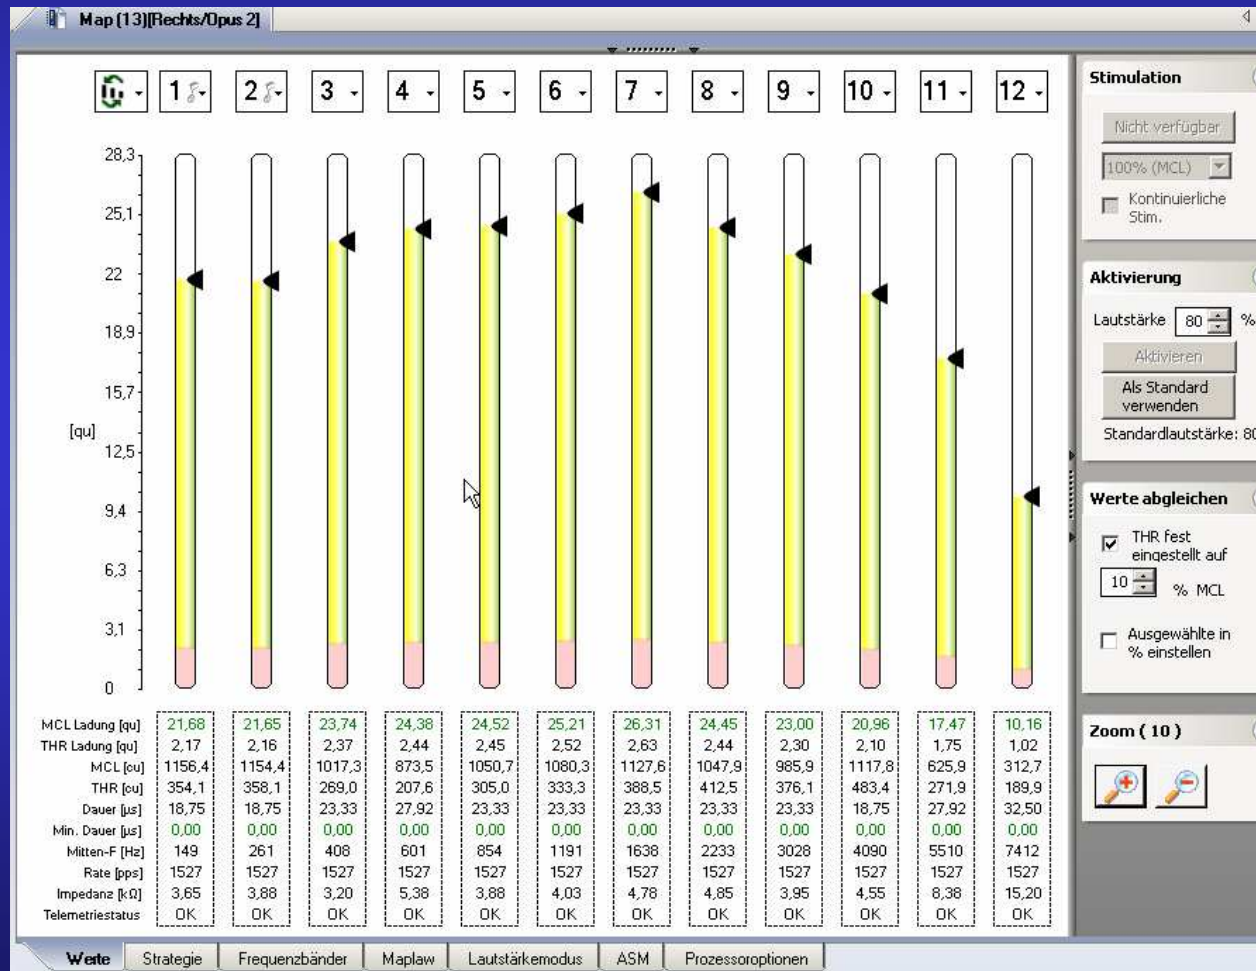 Map (13)[Rechts/Opus 2]
1 2 3 4 5 6 7 8 9 10 11 12
28,3
25,1
22
18,9
15,7
[qu]
12,5
9,4
6,3
3,1
0
MCL Ladung [qu] 21,68 21,65 23,74 24,38 24,52 25,21 26,31 24,45 23,00 20,96 17,47 10,16
THR Ladung [qu] 2,17 2,16 2,37 2,44 2,45 2,52 2,63 2,44 2,30 2,10 1,75 1,02
MCL [cu] 1156,4 1154,4 1017,3 873,5 1050,7 1080,3 1127,6 1047,9 985,9 1117,8 625,9 312,7
THR [cu] 354,1 358,1 269,0 207,6 305,0 333,3 388,5 412,5 376,1 483,4 271,9 189,9
Dauer [µs] 18,75 18,75 23,33 27,92 23,33 23,33 23,33 23,33 23,33 18,75 27,92 32,50
Min. Dauer [µs] 0,00 0,00 0,00 0,00 0,00 0,00 0,00 0,00 0,00 0,00 0,00 0,00
Mitten-F [Hz] 149 261 408 601 854 1191 1638 2233 3028 4090 5510 7412
Rate [pps] 1527 1527 1527 1527 1527 1527 1527 1527 1527 1527 1527 1527
Impedanz [kΩ] 3,65 3,88 3,20 5,38 3,88 4,03 4,78 4,85 3,95 4,55 8,38 15,20
Telemetriestatus OK OK OK OK OK OK OK OK OK OK OK OK
Stimulation
Nicht verfügbar
100% (MCL)
Kontinuierliche
Stim.
Aktivierung
Lautstärke 80 %
Aktivieren
Als Standard
verwenden
Standardlautstärke: 80
Werte abgleichen
THR fest
eingestellt auf
10 % MCL
Ausgewählte in
% einstellen
Zoom ( 10 )
Werte Strategie Frequenzbänder Maplaw Lautstärkemodus ASM Prozessoroptionen